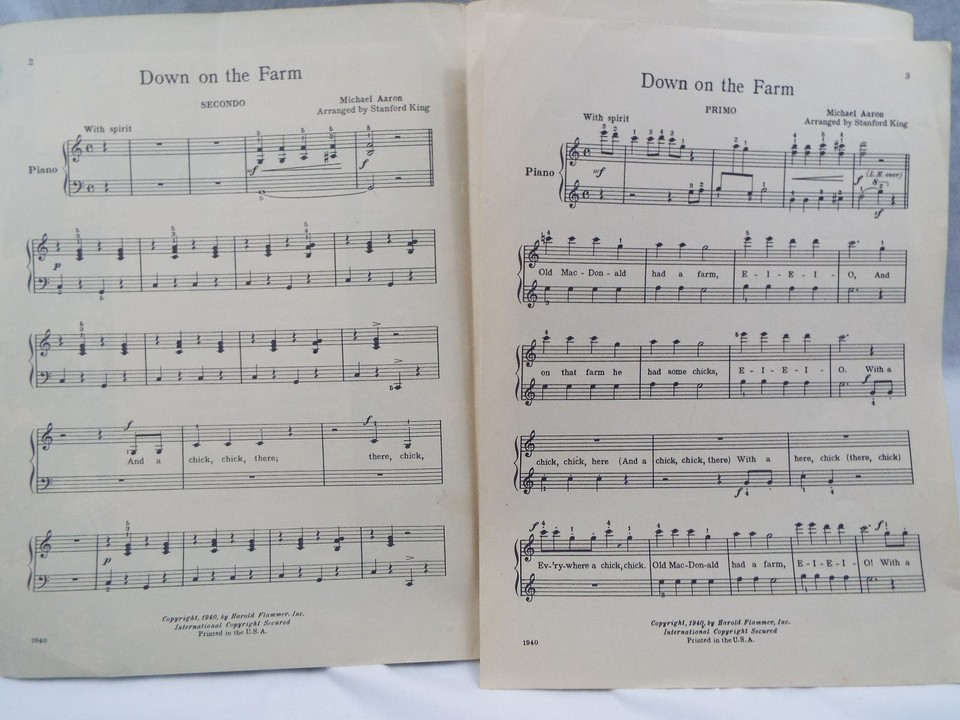 2
Down on the Farm
SECONDO
Michael Aaron
Arranged by Stanford King
With spirit
Piano
mf
f
p
f
f
And a chick, chick, there; there, chick,
p
Copyright, 1940, by Harold Flammer, Inc.
International Copyright Secured
Printed in the U.S.A.
1940
3
Down on the Farm
PRIMO
Michael Aaron
Arranged by Stanford King
With spirit
Piano
mf
f (L.H. over)
sf
Old Mac - Don - ald had a farm, E - I - E - I - O, And
on that farm he had some chicks, E - I - E - I - O. With a
f
chick, chick, here (And a chick, chick, there) With a here, chick (there, chick)
f
f
f
Ev-'ry-where a chick, chick. Old Mac-Don-ald had a farm, E - I - E - I - O! With a
Copyright, 1940, by Harold Flammer, Inc.
International Copyright Secured
Printed in the U.S.A.
1940